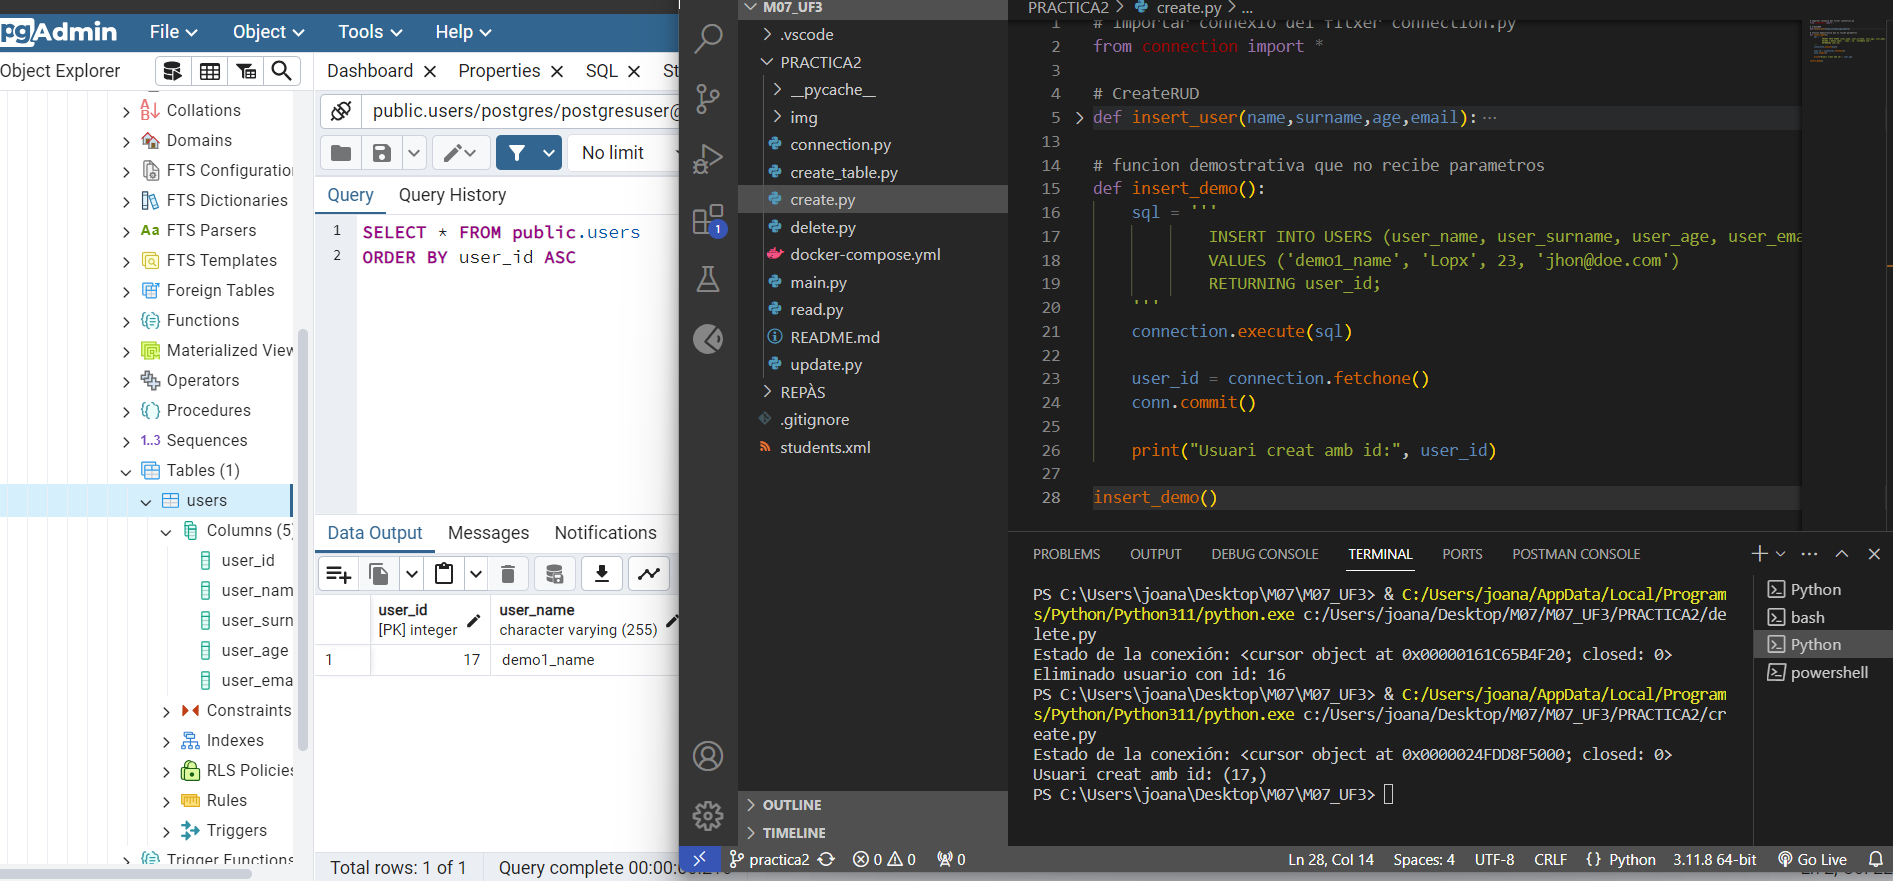 pgAdmin
File
Object
Tools
Help
Object Explorer
Collations
Domains
FTS Configuratio
FTS Dictionaries
Aa FTS Parsers
FTS Templates
Foreign Tables
Functions
Materialized View
Operators
Procedures
1..3 Sequences
Tables (1)
users
Columns (5)
user_id
user_nam
user_surn
user_age
user_ema
Constraints
Indexes
RLS Policies
Rules
Triggers
Trigger Functions
Dashboard
Properties
SQL
St
public.users/postgres/postgresuser@
No limit
Query
Query History
1 SELECT * FROM public.users
2 ORDER BY user_id ASC
Data Output
Messages
Notifications
user_id
[PK] integer
user_name
character varying (255)
1 17 demo1_name
Total rows: 1 of 1
Query complete 00:00:0
M07_UF3
.vscode
PRACTICA2
__pycache__
img
connection.py
create_table.py
create.py
delete.py
docker-compose.yml
main.py
read.py
README.md
update.py
REPÀS
.gitignore
students.xml
1
OUTLINE
TIMELINE
PRACTICA2 > create.py > ...
1 # importar connexió del fitxer connection.py
2 from connection import *
3
4 # CreateRUD
5 def insert_user(name,surname,age,email):...
13
14 # funcion demostrativa que no recibe parametros
15 def insert_demo():
16 sql = '''
17 INSERT INTO USERS (user_name, user_surname, user_age, user_ema
18 VALUES ('demo1_name', 'Lopx', 23, 'jhon@doe.com')
19 RETURNING user_id;
20 '''
21 connection.execute(sql)
22
23 user_id = connection.fetchone()
24 conn.commit()
25
26 print("Usuari creat amb id:", user_id)
27
28 insert_demo()
PROBLEMS
OUTPUT
DEBUG CONSOLE
TERMINAL
PORTS
POSTMAN CONSOLE
PS C:\Users\joana\Desktop\M07\M07_UF3> & C:/Users/joana/AppData/Local/Program
s/Python/Python311/python.exe c:/Users/joana/Desktop/M07/M07_UF3/PRACTICA2/de
lete.py
Estado de la conexión: <cursor object at 0x00000161C65B4F20; closed: 0>
Eliminado usuario con id: 16
PS C:\Users\joana\Desktop\M07\M07_UF3> & C:/Users/joana/AppData/Local/Program
s/Python/Python311/python.exe c:/Users/joana/Desktop/M07/M07_UF3/PRACTICA2/cr
eate.py
Estado de la conexión: <cursor object at 0x0000024FDD8F5000; closed: 0>
Usuari creat amb id: (17,)
PS C:\Users\joana\Desktop\M07\M07_UF3>
Python
bash
Python
powershell
practica2
0
0
0
Ln 28, Col 14
Spaces: 4
UTF-8
CRLF
{} Python
3.11.8 64-bit
Go Live